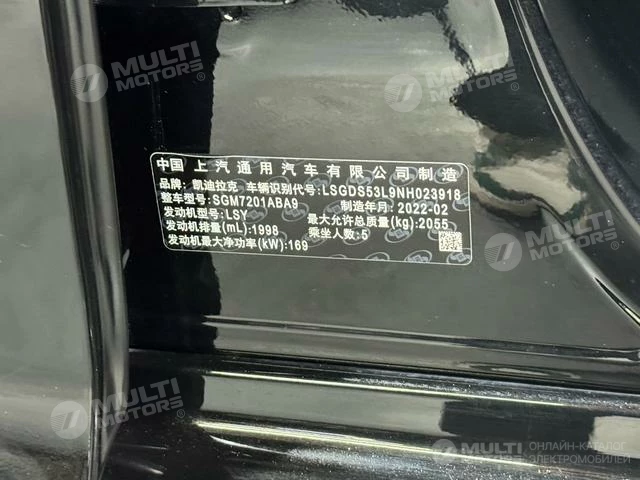 MULTI
MOTORS®
MULTI
MOTORS®
中国 上汽通用汽车有限公司制造
品牌：凯迪拉克 车辆识别代号：LSGDS53L9NH023918
整车型号：SGM7201ABA9 制造年月：2022-02
发动机型号：LSY 最大允许总质量(kg)：2055
发动机排量(mL)：1998 乘坐人数：5
发动机最大净功率(kW)：169
MULTI
MOTORS
MULTI
MOTORS®
MULTI ОНЛАЙН-КАТАЛОГ
ЭЛЕКТРОМОБИЛЕЙ